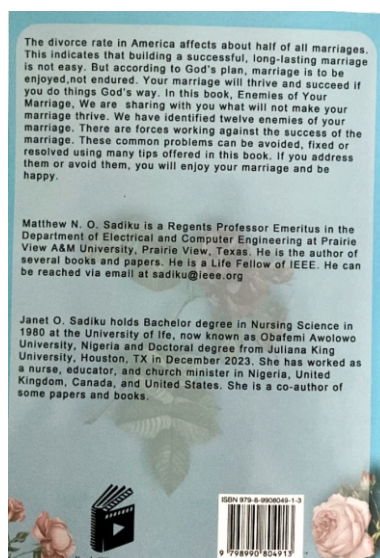 The divorce rate in America affects about half of all marriages.
This indicates that building a successful, long-lasting marriage
is not easy. But according to God's plan, marriage is to be
enjoyed,not endured. Your marriage will thrive and succeed if
you do things God's way. In this book, Enemies of Your
Marriage, We are sharing with you what will not make your
marriage thrive. We have identified twelve enemies of your
marriage. There are forces working against the success of the
marriage. These common problems can be avoided, fixed or
resolved using many tips offered in this book. If you address
them or avoid them, you will enjoy your marriage and be
happy.
Matthew N. O. Sadiku is a Regents Professor Emeritus in the
Department of Electrical and Computer Engineering at Prairie
View A&M University, Prairie View, Texas. He is the author of
several books and papers. He is a Life Fellow of IEEE. He can
be reached via email at sadiku@ieee.org
Janet O. Sadiku holds Bachelor degree in Nursing Science in
1980 at the University of Ife, now known as Obafemi Awolowo
University, Nigeria and Doctoral degree from Juliana King
University, Houston, TX in December 2023. She has worked as
a nurse, educator, and church minister in Nigeria, United
Kingdom, Canada, and United States. She is a co-author of
some papers and books.
ISBN 979-8-9908049-1-3
9 798990 804913